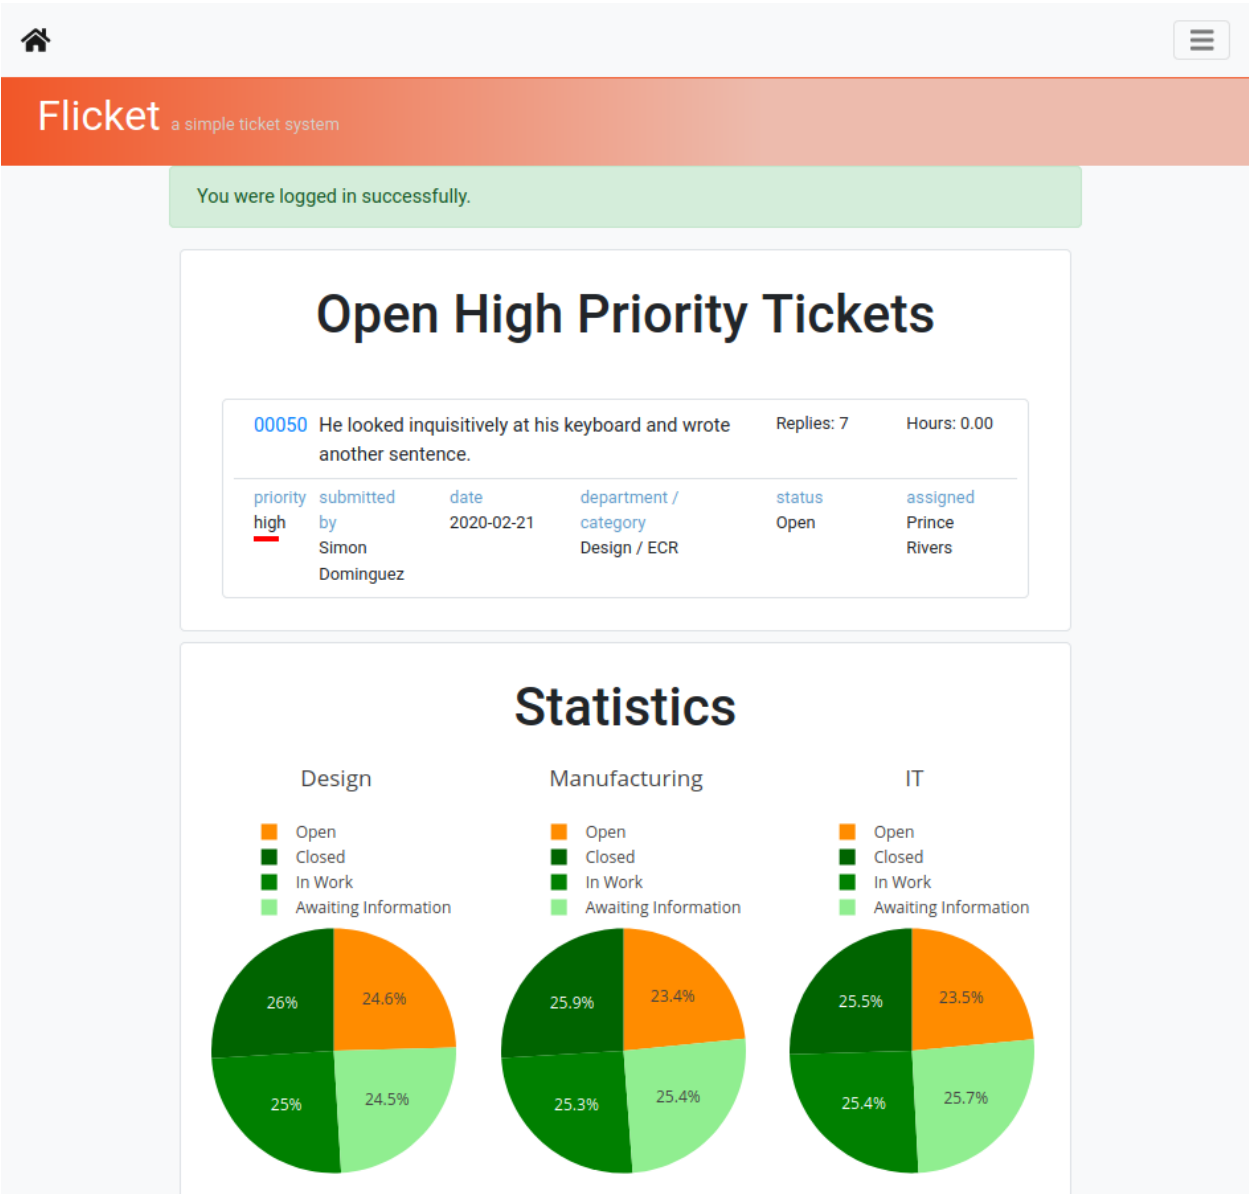 Flicket a simple ticket system
You were logged in successfully.
Open High Priority Tickets
00050 He looked inquisitively at his keyboard and wrote another sentence. Replies: 7 Hours: 0.00
priority submitted by date department / category status assigned
high Simon Dominguez 2020-02-21 Design / ECR Open Prince Rivers
Statistics
Design
Open
Closed
In Work
Awaiting Information
26%
24.6%
25%
24.5%
Manufacturing
Open
Closed
In Work
Awaiting Information
25.9%
23.4%
25.3%
25.4%
IT
Open
Closed
In Work
Awaiting Information
25.5%
23.5%
25.4%
25.7%